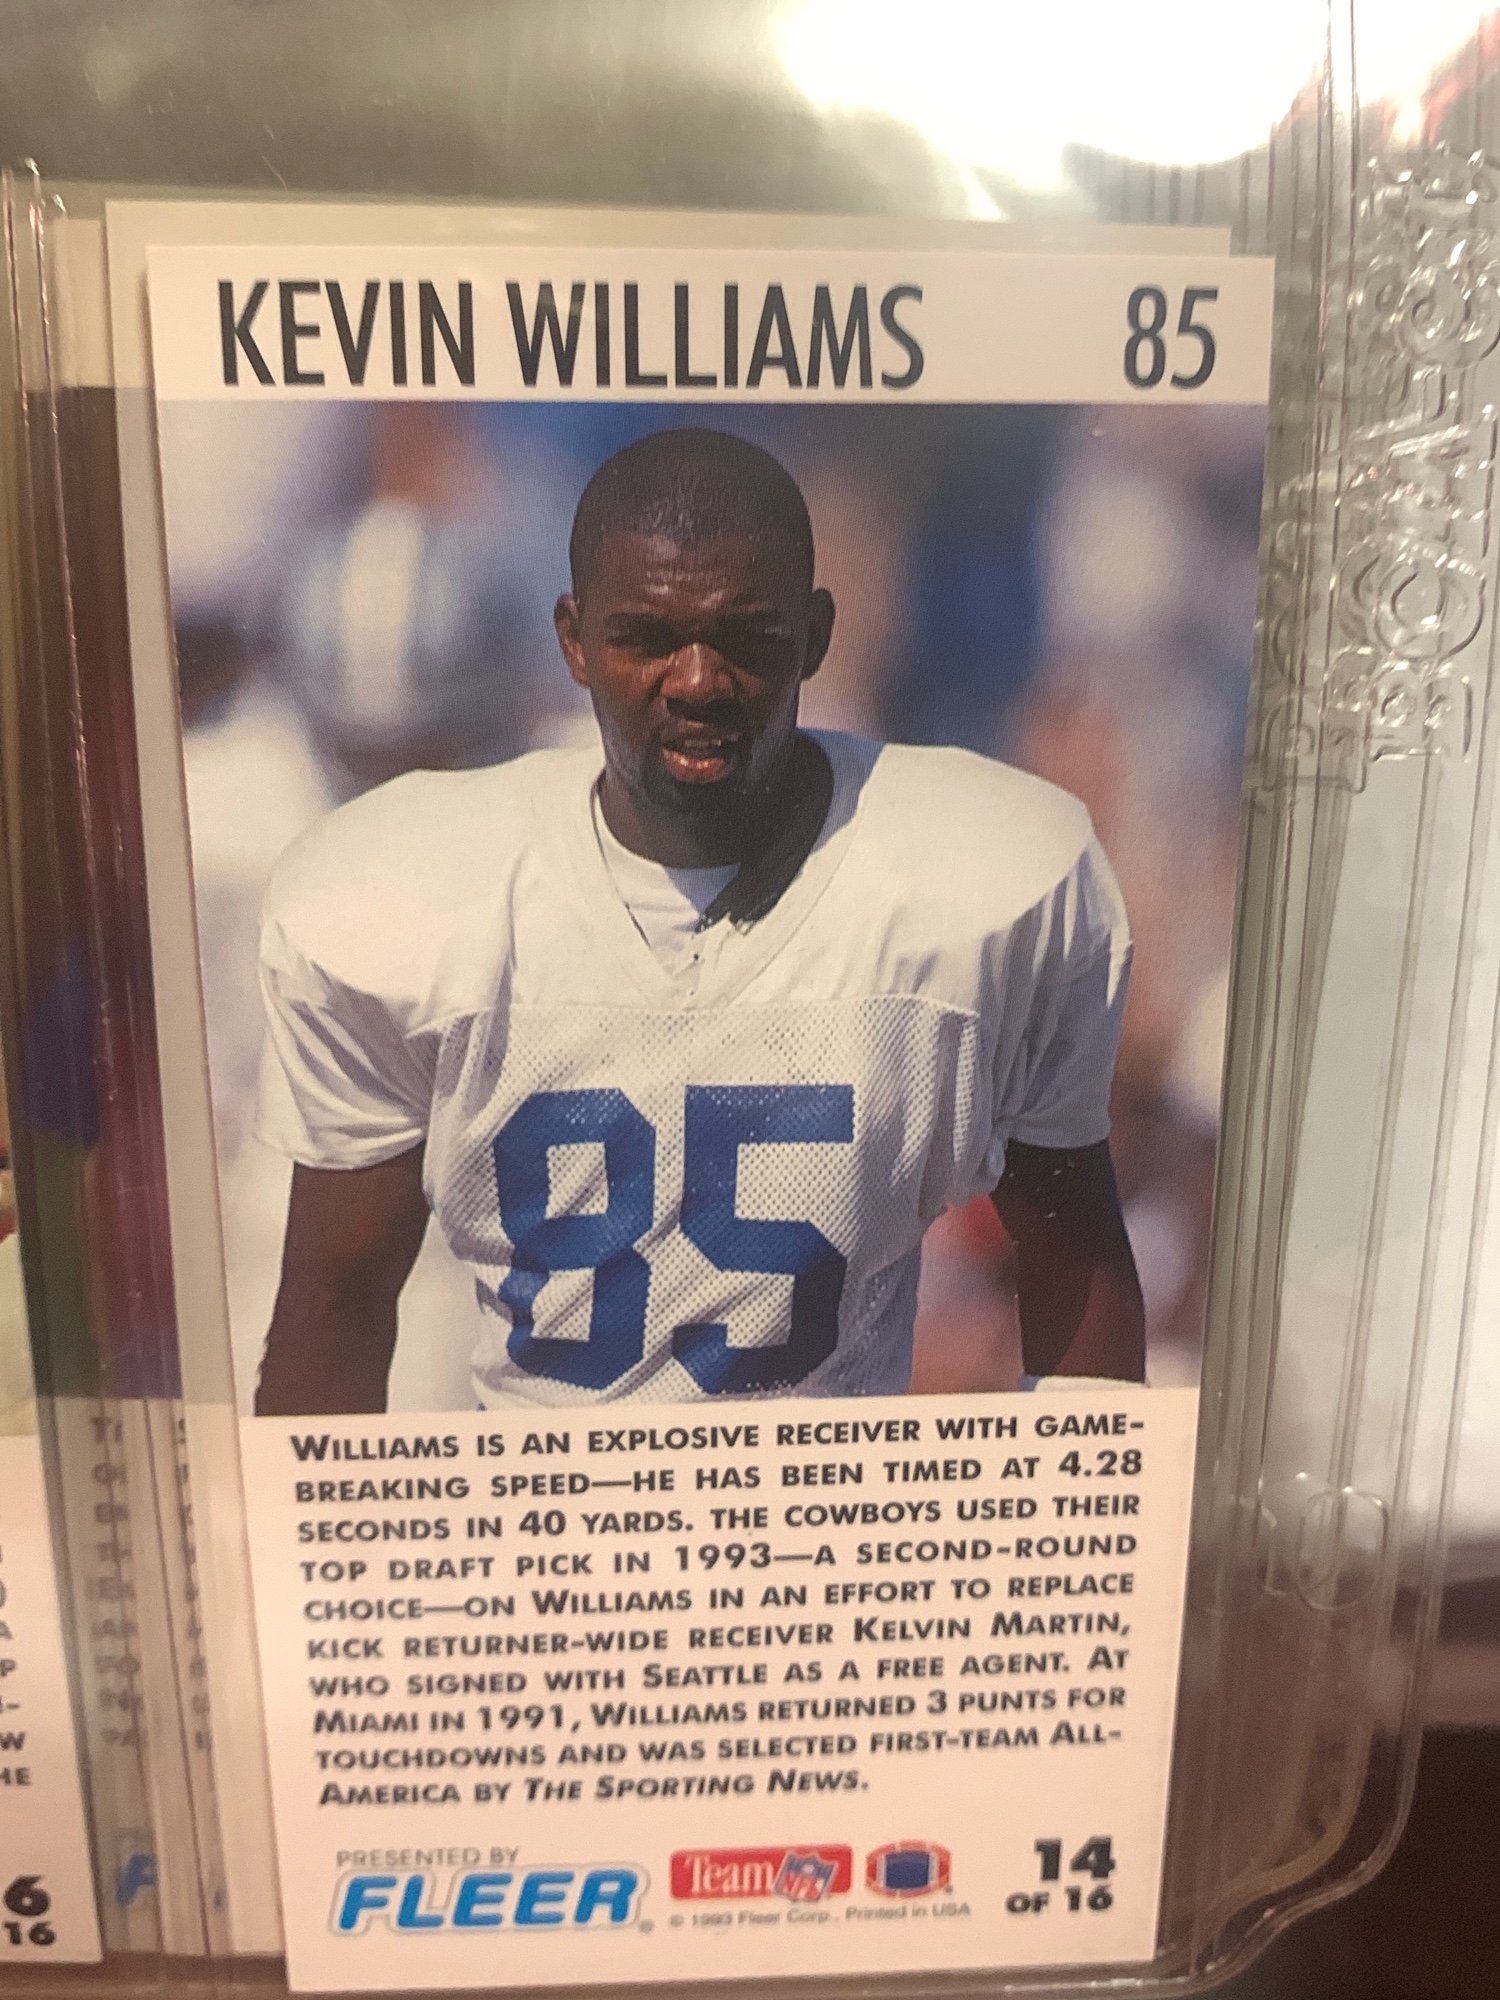 KEVIN WILLIAMS 85
85
WILLIAMS IS AN EXPLOSIVE RECEIVER WITH GAME-
BREAKING SPEED—HE HAS BEEN TIMED AT 4.28
SECONDS IN 40 YARDS. THE COWBOYS USED THEIR
TOP DRAFT PICK IN 1993—A SECOND-ROUND
CHOICE—ON WILLIAMS IN AN EFFORT TO REPLACE
KICK RETURNER-WIDE RECEIVER KELVIN MARTIN,
WHO SIGNED WITH SEATTLE AS A FREE AGENT. AT
MIAMI IN 1991, WILLIAMS RETURNED 3 PUNTS FOR
TOUCHDOWNS AND WAS SELECTED FIRST-TEAM ALL-
AMERICA BY THE SPORTING NEWS.
PRESENTED BY
FLEER®
Team NFL
© 1993 Fleer Corp., Printed in USA
14
OF 16
6
16